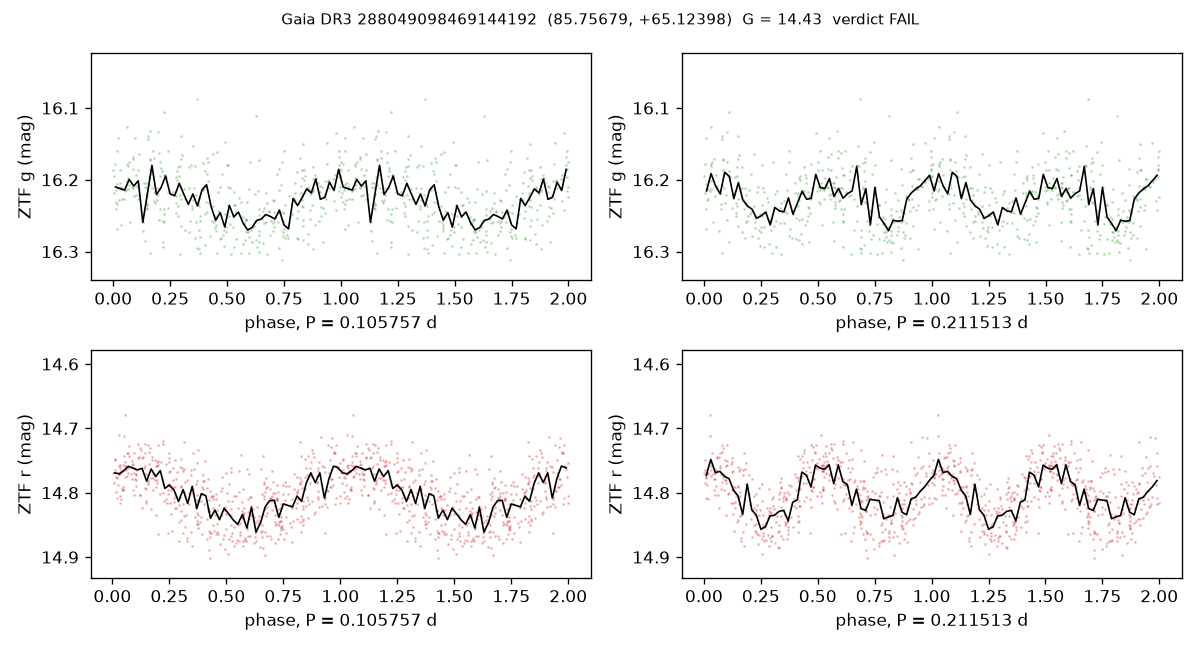 Gaia DR3 288049098469144192  (85.75679, +65.12398)  G = 14.43  verdict FAIL
ZTF g (mag)
16.1
16.2
16.3
0.00 0.25 0.50 0.75 1.00 1.25 1.50 1.75 2.00
phase, P = 0.105757 d
ZTF g (mag)
16.1
16.2
16.3
0.00 0.25 0.50 0.75 1.00 1.25 1.50 1.75 2.00
phase, P = 0.211513 d
ZTF r (mag)
14.6
14.7
14.8
14.9
0.00 0.25 0.50 0.75 1.00 1.25 1.50 1.75 2.00
phase, P = 0.105757 d
ZTF r (mag)
14.6
14.7
14.8
14.9
0.00 0.25 0.50 0.75 1.00 1.25 1.50 1.75 2.00
phase, P = 0.211513 d